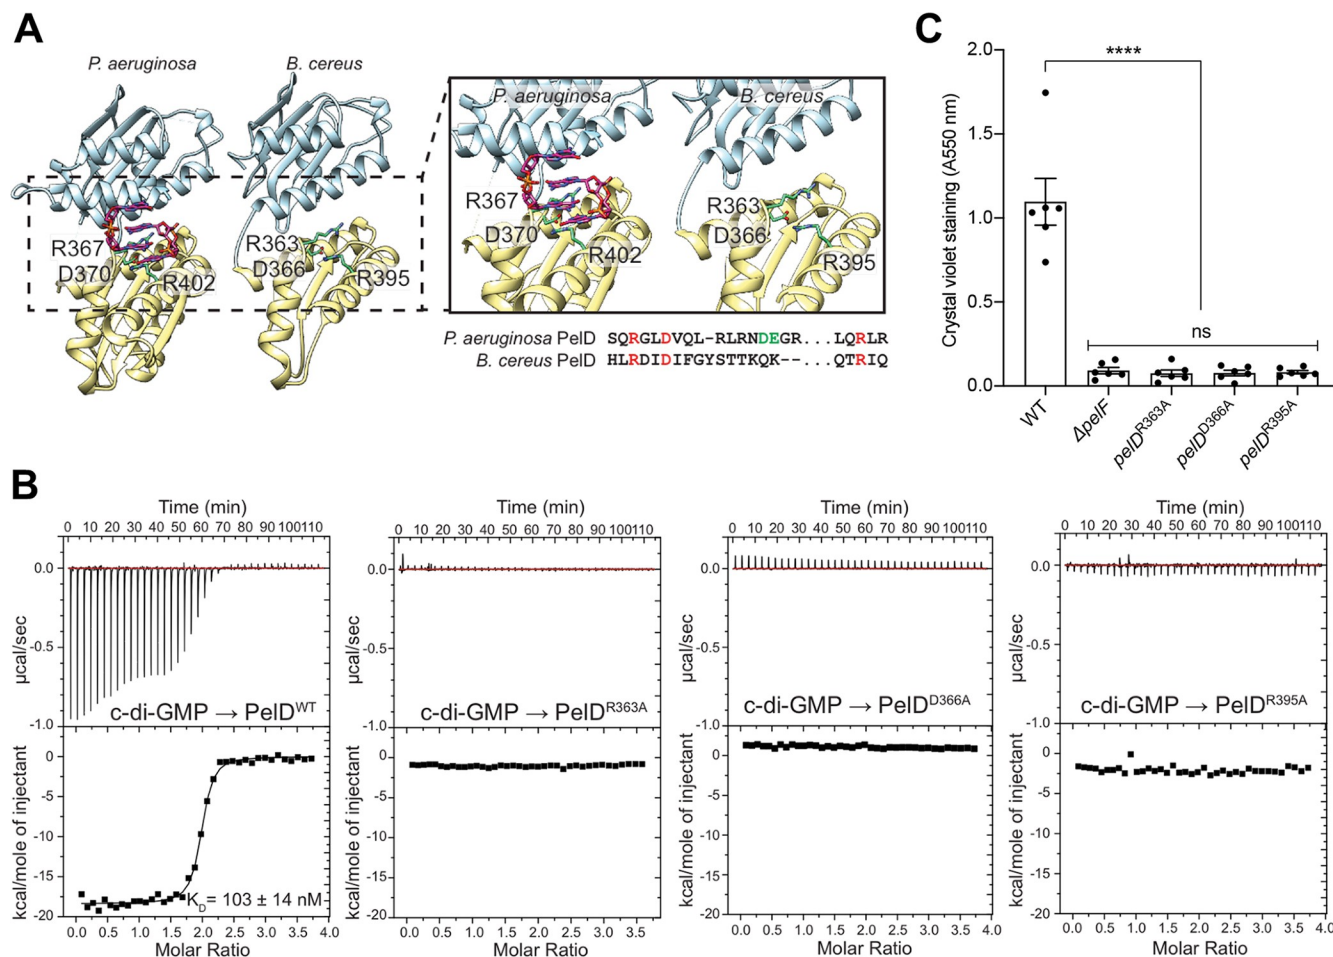 A
P. aeruginosa
B. cereus
R367
D370
R402
R363
D366
R395
P. aeruginosa
B. cereus
R367
D370
R402
R363
D366
R395
P. aeruginosa PelD SQRGLDVQL-RLRNDEGR...LQRLR
B. cereus PelD HLRDIDIFGYSTTKQK--...QTRIQ
C
Crystal violet staining (A550 nm)
2.0
1.5
1.0
0.5
0.0
****
ns
WT
ΔpelF
pelD^R363A
pelD^D366A
pelD^R395A
B
Time (min)
0 10 20 30 40 50 60 70 80 90 100 110
0.0
-0.5
-1.0
µcal/sec
c-di-GMP → PelD^WT
0
-5
-10
-15
-20
kcal/mole of injectant
K_D = 103 ± 14 nM
0.0 0.5 1.0 1.5 2.0 2.5 3.0 3.5 4.0
Molar Ratio
Time (min)
0 10 20 30 40 50 60 70 80 90 100110
0.0
-0.5
-1.0
µcal/sec
c-di-GMP → PelD^R363A
0
-5
-10
-15
-20
kcal/mole of injectant
0.0 0.5 1.0 1.5 2.0 2.5 3.0 3.5
Molar Ratio
Time (min)
0 10 20 30 40 50 60 70 80 90 100 110
0.0
-0.5
-1.0
µcal/sec
c-di-GMP → PelD^D366A
0
-5
-10
-15
-20
kcal/mole of injectant
0.0 0.5 1.0 1.5 2.0 2.5 3.0 3.5 4.0
Molar Ratio
Time (min)
0 10 20 30 40 50 60 70 80 90 100110
0.0
-0.5
-1.0
µcal/sec
c-di-GMP → PelD^R395A
0
-5
-10
-15
-20
kcal/mole of injectant
0.0 0.5 1.0 1.5 2.0 2.5 3.0 3.5 4.0
Molar Ratio